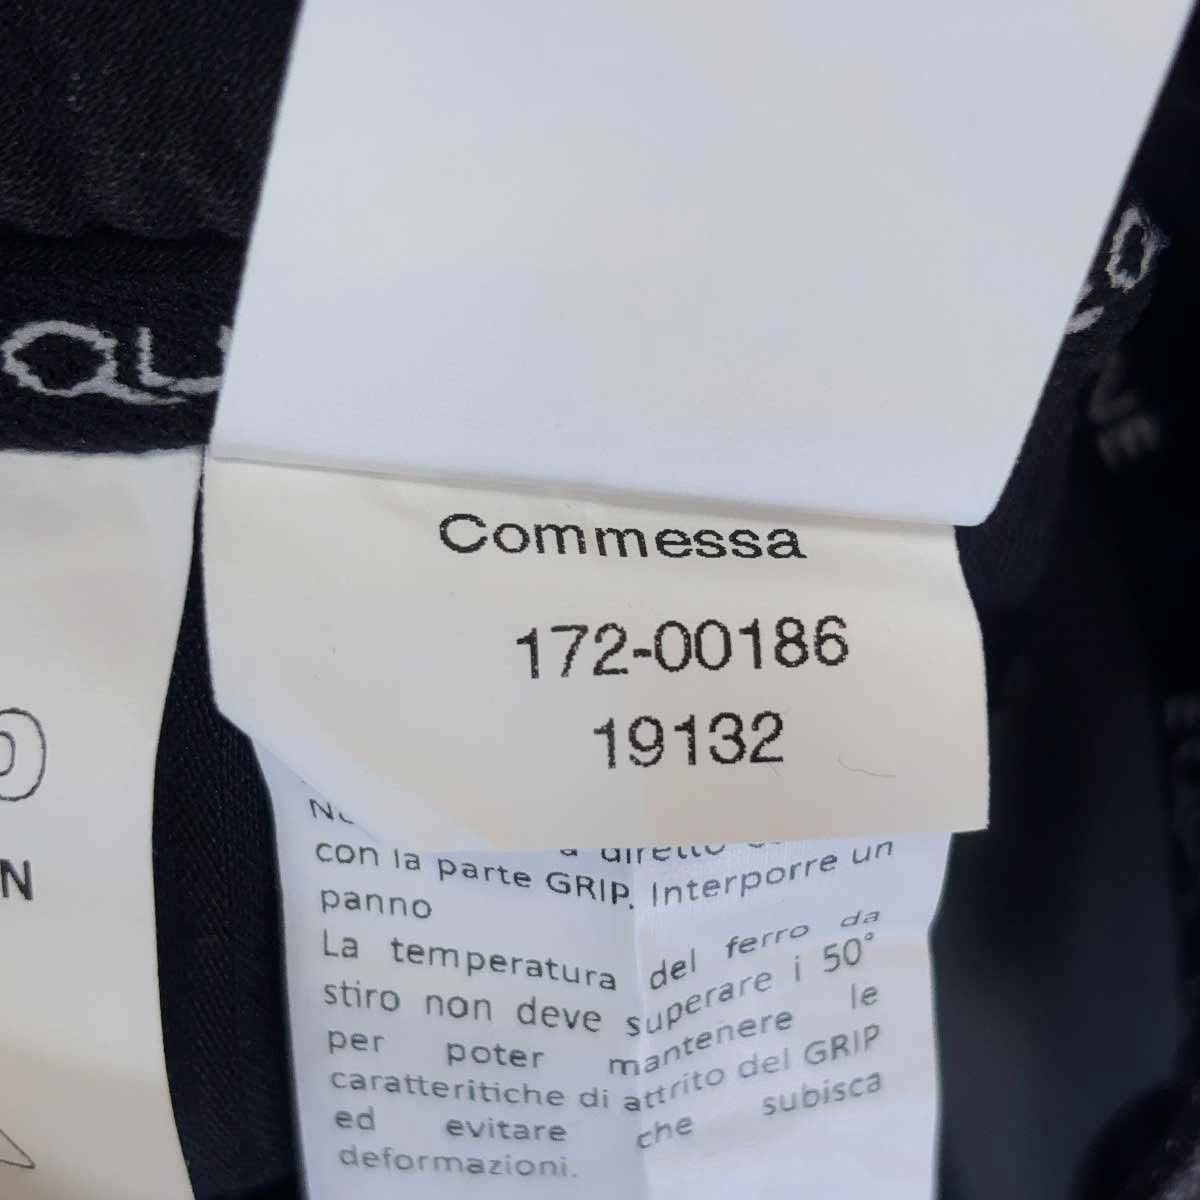 QU
Commessa
172-00186
19132
N
con la parte GRIP. Interporre un
panno
La temperatura del ferro da
stiro non deve superare i 50°
per poter mantenere le
caratteritiche di attrito del GRIP
ed evitare che subisca
deformazioni.